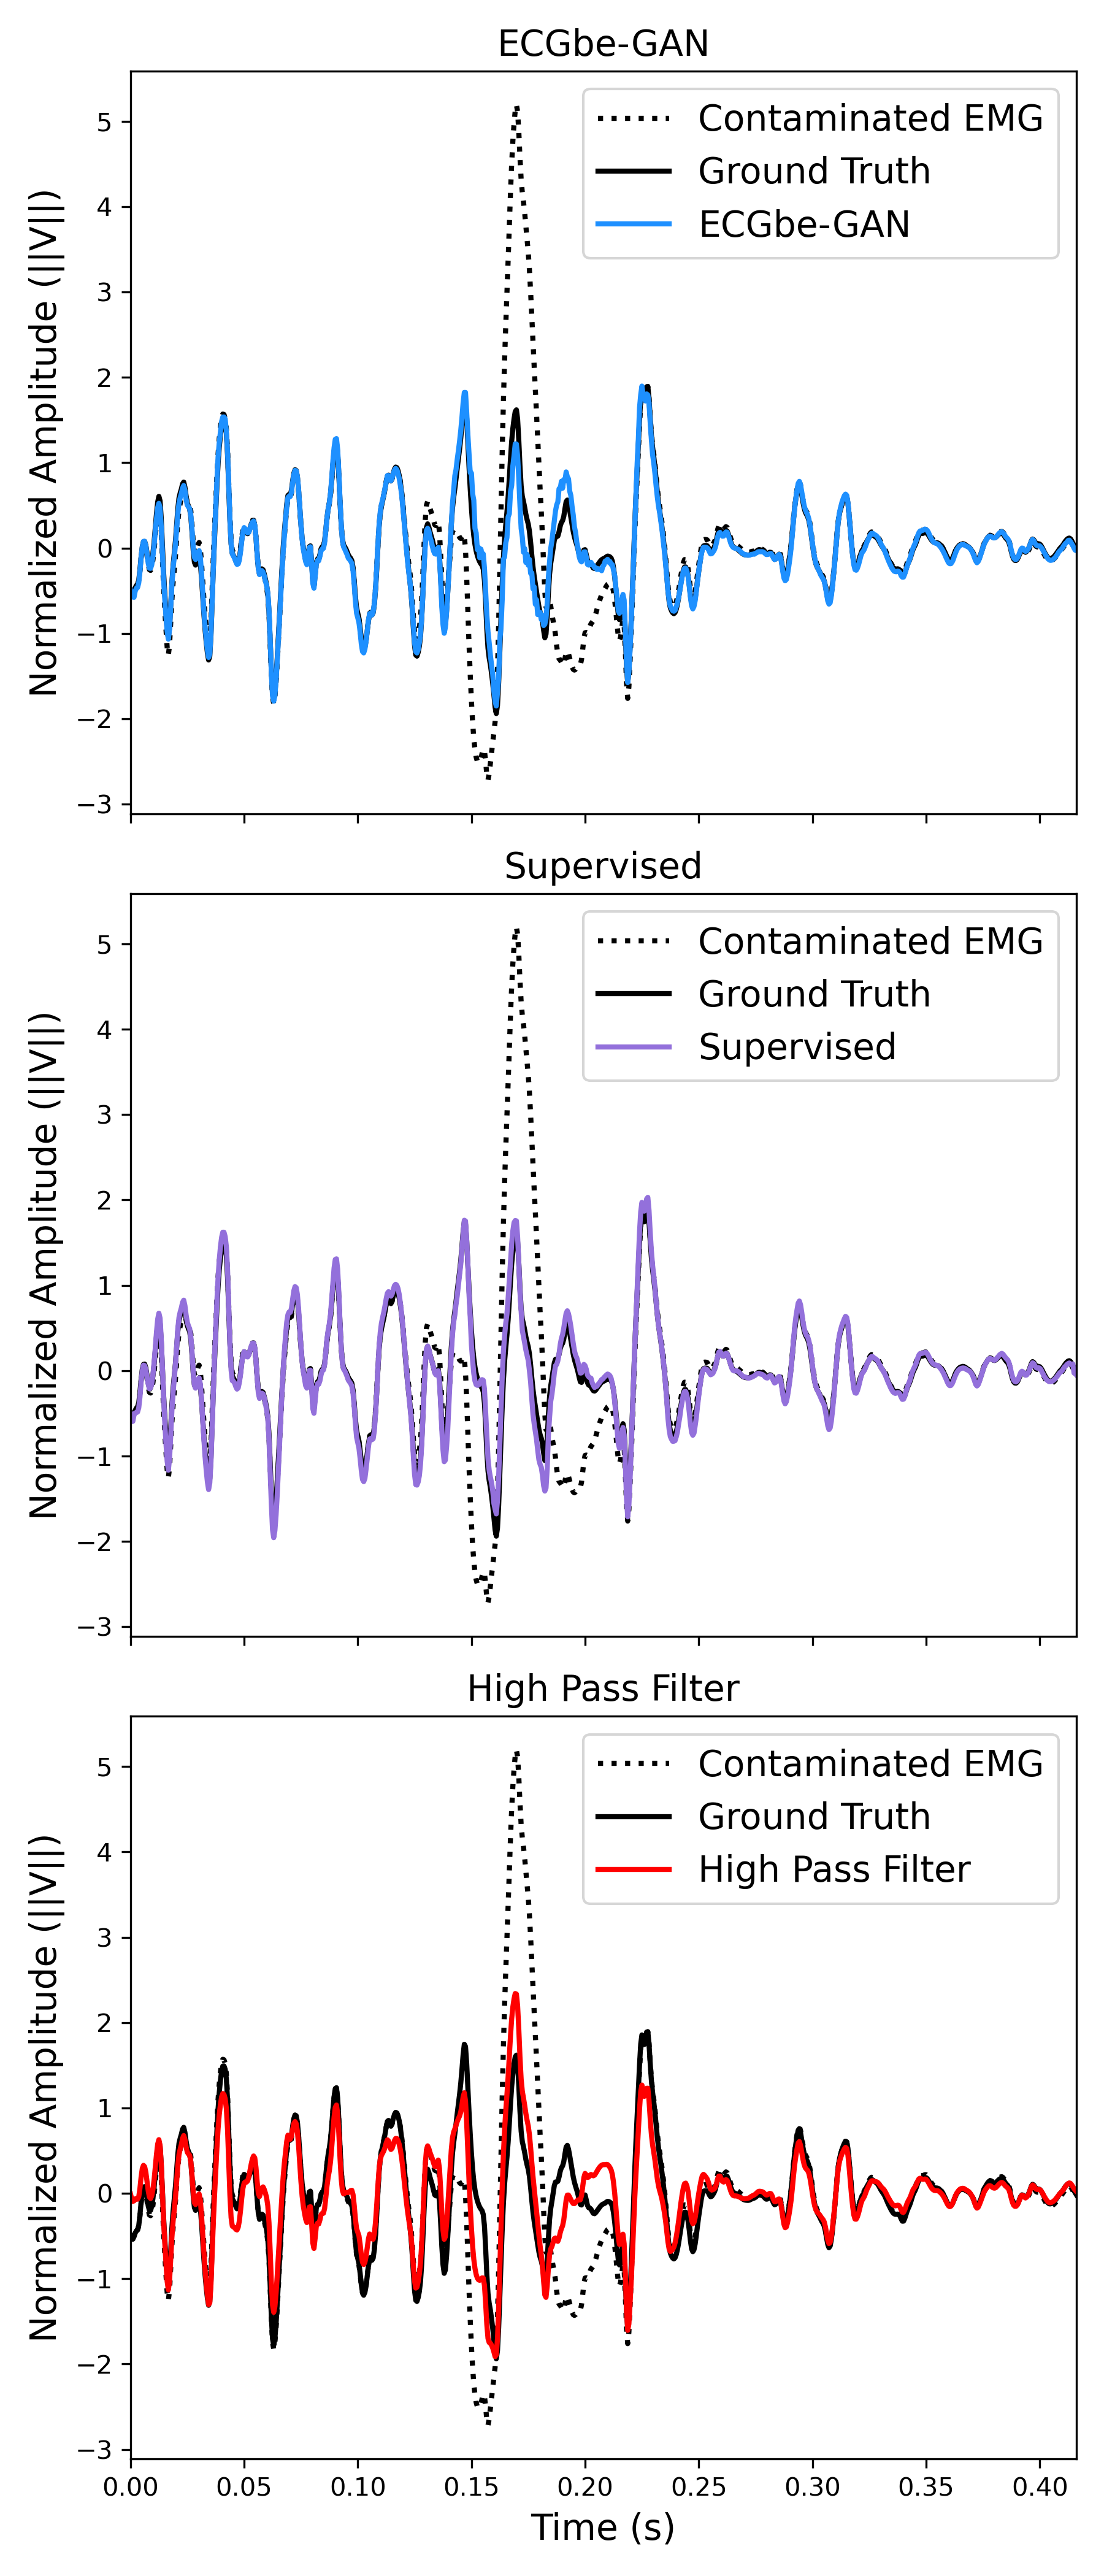 ECGbe-GAN
Normalized Amplitude (||V||)
5
4
3
2
1
0
−1
−2
−3
Contaminated EMG
Ground Truth
ECGbe-GAN
Supervised
Normalized Amplitude (||V||)
5
4
3
2
1
0
−1
−2
−3
Contaminated EMG
Ground Truth
Supervised
High Pass Filter
Normalized Amplitude (||V||)
5
4
3
2
1
0
−1
−2
−3
Contaminated EMG
Ground Truth
High Pass Filter
0.00 0.05 0.10 0.15 0.20 0.25 0.30 0.35 0.40
Time (s)